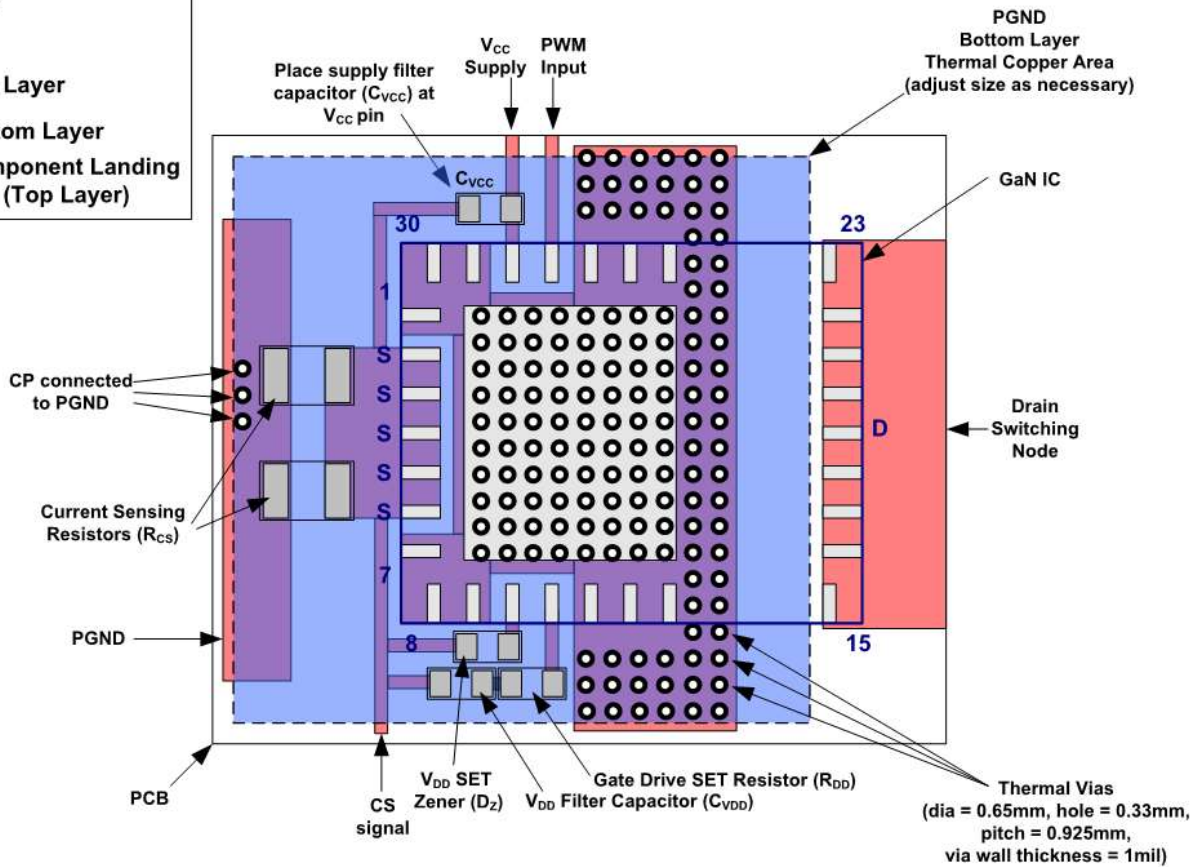 Layer
om Layer
mponent Landing
(Top Layer)
PGND
Bottom Layer
Thermal Copper Area
(adjust size as necessary)
VCC
Supply
PWM
Input
Place supply filter
capacitor (CVCC) at
VCC pin
CVCC
GaN IC
30
23
1
S
S
S
S
S
7
8
15
D
CP connected
to PGND
Drain
Switching
Node
Current Sensing
Resistors (RCS)
PGND
PCB
CS
signal
VDD SET
Zener (DZ)
Gate Drive SET Resistor (RDD)
VDD Filter Capacitor (CVDD)
Thermal Vias
(dia = 0.65mm, hole = 0.33mm,
pitch = 0.925mm,
via wall thickness = 1mil)